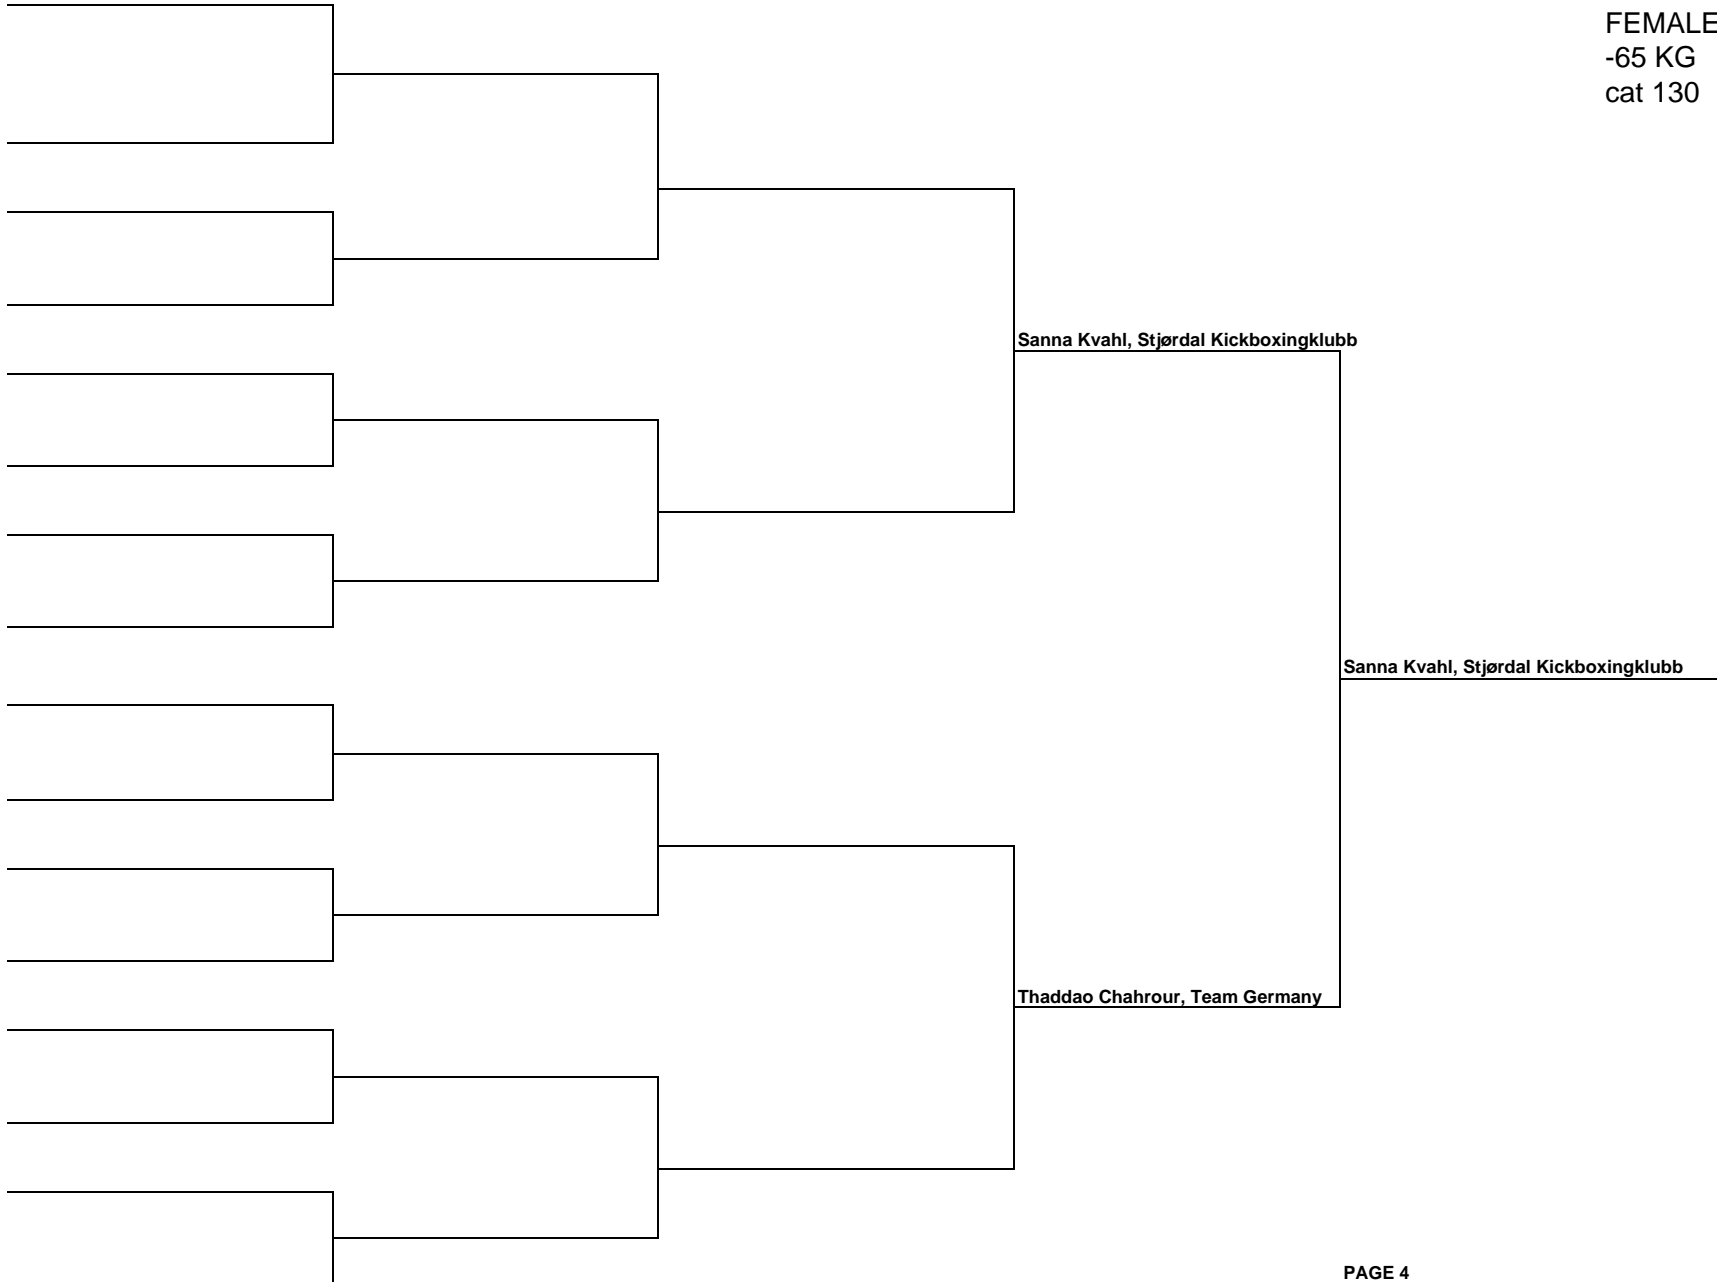 FEMALE
-65 KG
cat 130
Sanna Kvahl, Stjørdal Kickboxingklubb
Sanna Kvahl, Stjørdal Kickboxingklubb
Thaddao Chahrour, Team Germany
PAGE 4